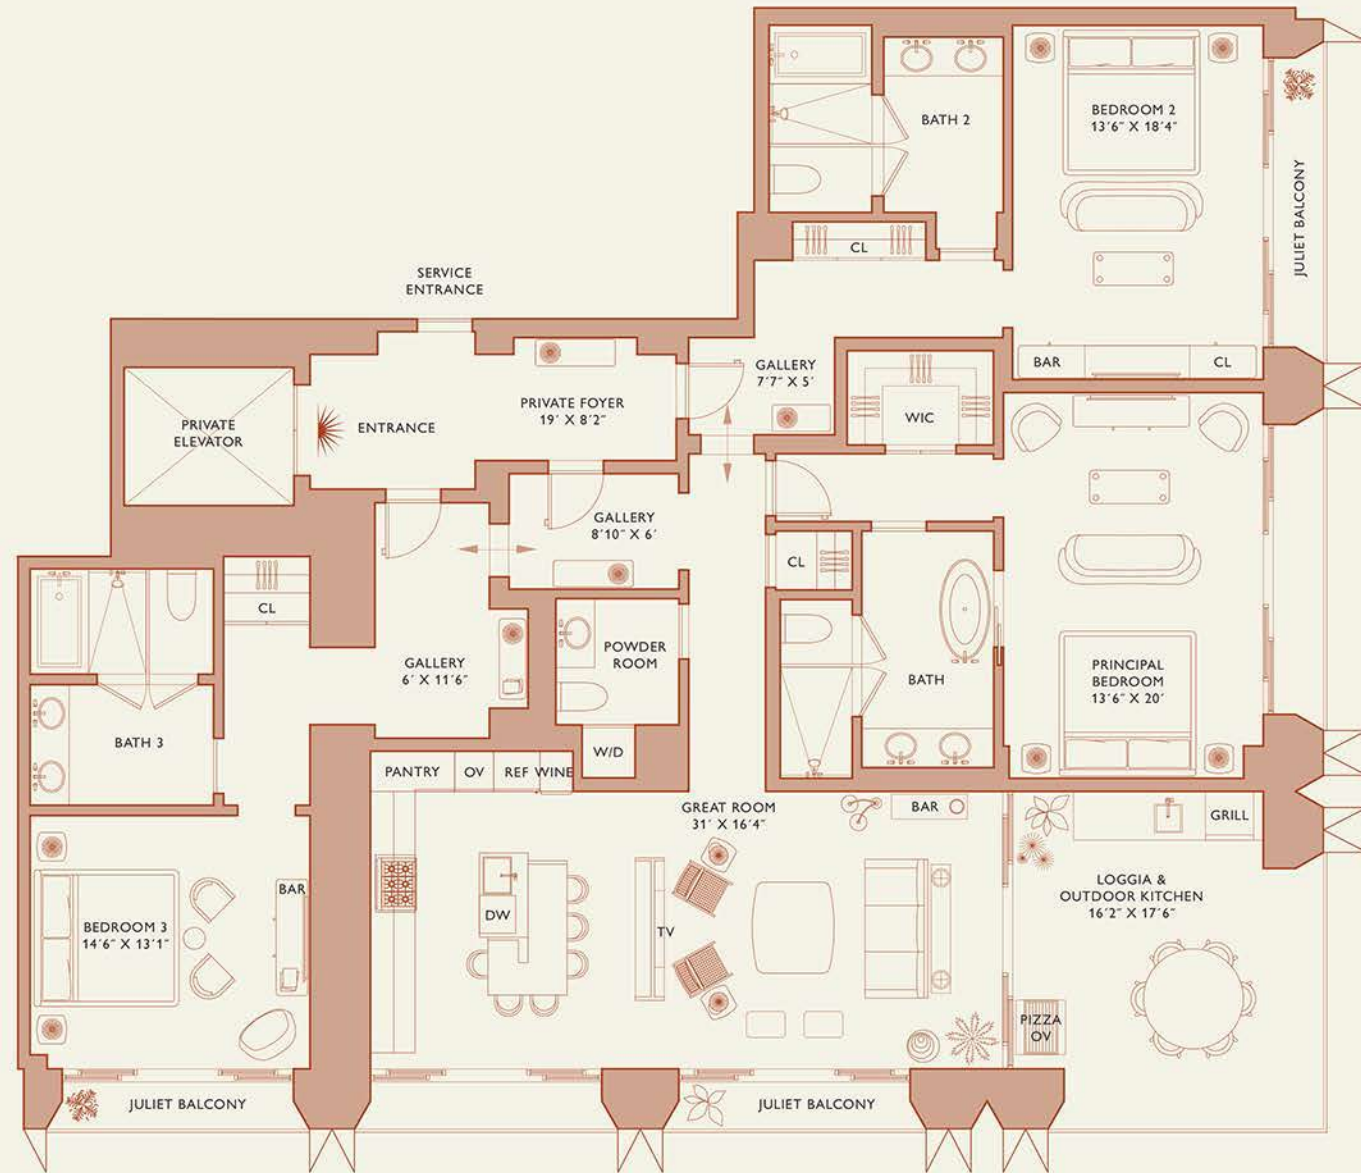 BATH 2
BEDROOM 2
13'6" X 18'4"
JULIET BALCONY
CL
SERVICE
ENTRANCE
BAR
CL
GALLERY
7'7" X 5'
PRIVATE FOYER
19' X 8'2"
WIC
PRIVATE
ELEVATOR
ENTRANCE
GALLERY
8'10" X 6'
CL
CL
POWDER
ROOM
GALLERY
6' X 11'6"
BATH
PRINCIPAL
BEDROOM
13'6" X 20'
BATH 3
W/D
PANTRY
OV
REF
WINE
GREAT ROOM
31' X 16'4"
BAR
GRILL
LOGGIA &
OUTDOOR KITCHEN
16'2" X 17'6"
BAR
DW
TV
BEDROOM 3
14'6" X 13'1"
PIZZA
OV
JULIET BALCONY
JULIET BALCONY